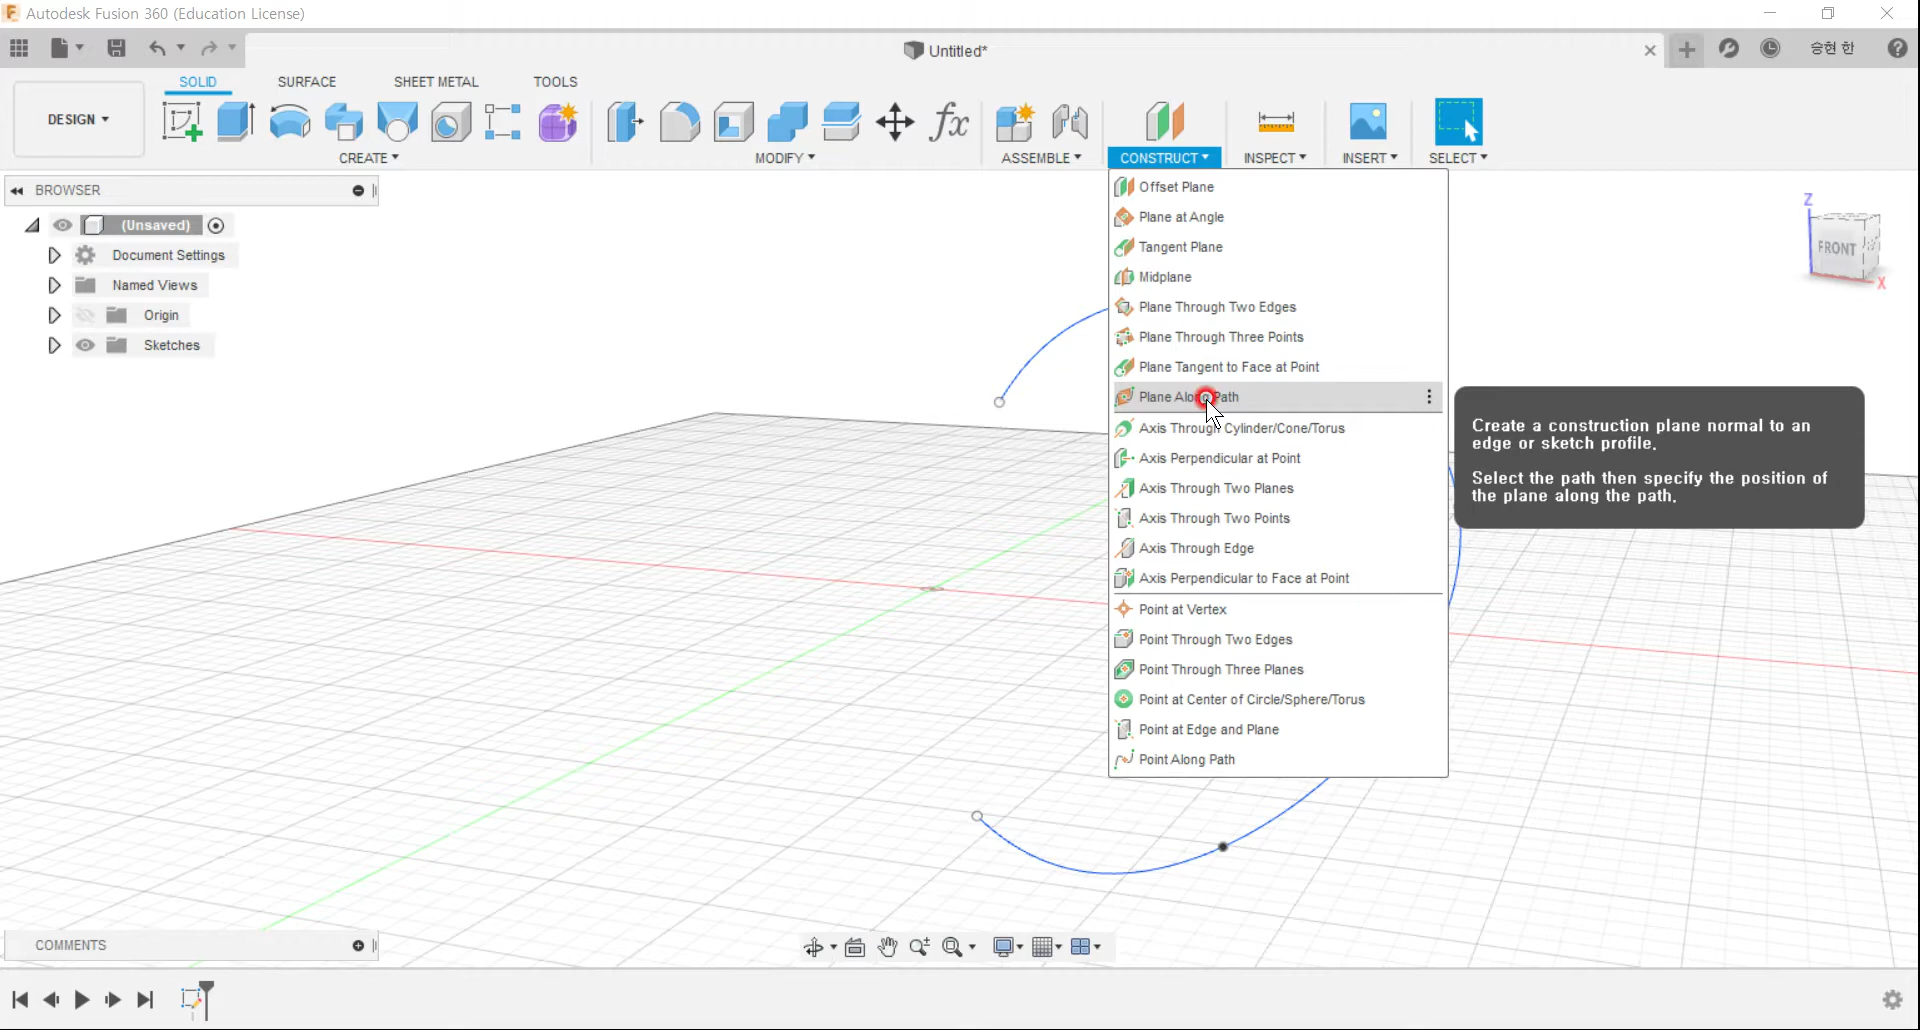 Autodesk Fusion 360 (Education License)
Untitled*
승현 한
SOLID
SURFACE
SHEET METAL
TOOLS
DESIGN
CREATE
MODIFY
ASSEMBLE
CONSTRUCT
INSPECT
INSERT
SELECT
BROWSER
(Unsaved)
Document Settings
Named Views
Origin
Sketches
Offset Plane
Plane at Angle
Tangent Plane
Midplane
Plane Through Two Edges
Plane Through Three Points
Plane Tangent to Face at Point
Plane Along Path
Axis Through Cylinder/Cone/Torus
Axis Perpendicular at Point
Axis Through Two Planes
Axis Through Two Points
Axis Through Edge
Axis Perpendicular to Face at Point
Point at Vertex
Point Through Two Edges
Point Through Three Planes
Point at Center of Circle/Sphere/Torus
Point at Edge and Plane
Point Along Path
Create a construction plane normal to an
edge or sketch profile.
Select the path then specify the position of
the plane along the path.
Z
FRONT
X
COMMENTS